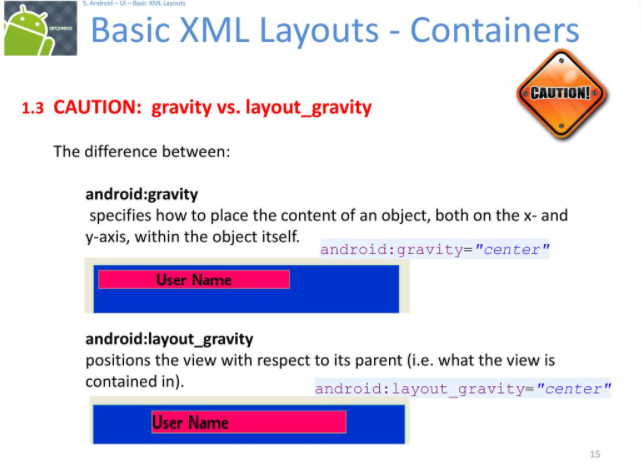 5. Android – UI – Basic XML Layouts
ANDROID
Basic XML Layouts - Containers
CAUTION!
1.3 CAUTION: gravity vs. layout_gravity
The difference between:
android:gravity
specifies how to place the content of an object, both on the x- and
y-axis, within the object itself.
android:gravity="center"
User Name
android:layout_gravity
positions the view with respect to its parent (i.e. what the view is
contained in).
android:layout_gravity="center"
User Name
15